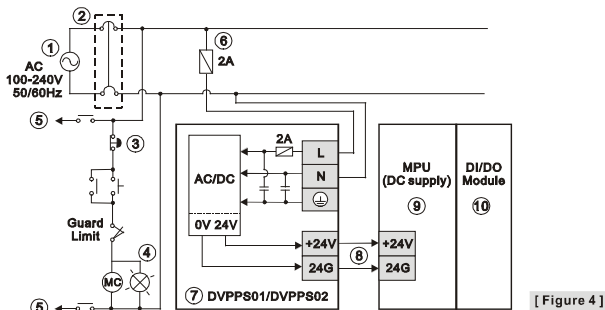 ②
①
⑥
2A
AC
100-240V
50/60Hz
⑤
③
2A
L
N
AC/DC
MPU
(DC supply)
⑨
DI/DO
Module
⑩
Guard
Limit
0V 24V
+24V
24G
⑧
+24V
24G
④
MC
⑤
⑦ DVPPS01/DVPPS02
[ Figure 4 ]